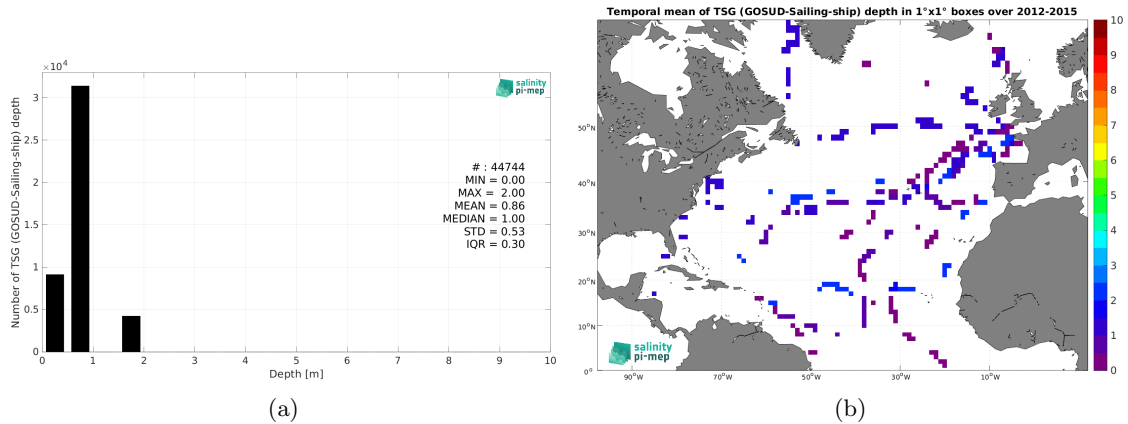 ×10⁴
Number of TSG (GOSUD-Sailing-ship) depth
3
2.5
2
1.5
1
0.5
0
salinity
pi-mep
# : 44744
MIN = 0.00
MAX = 2.00
MEAN = 0.86
MEDIAN = 1.00
STD = 0.53
IQR = 0.30
0 1 2 3 4 5 6 7 8 9 10
Depth [m]
(a)
Temporal mean of TSG (GOSUD-Sailing-ship) depth in 1°x1° boxes over 2012-2015
50°N
40°N
30°N
20°N
10°N
0°
90°W 70°W 50°W 30°W 10°W
salinity
pi-mep
10
9
8
7
6
5
4
3
2
1
0
(b)